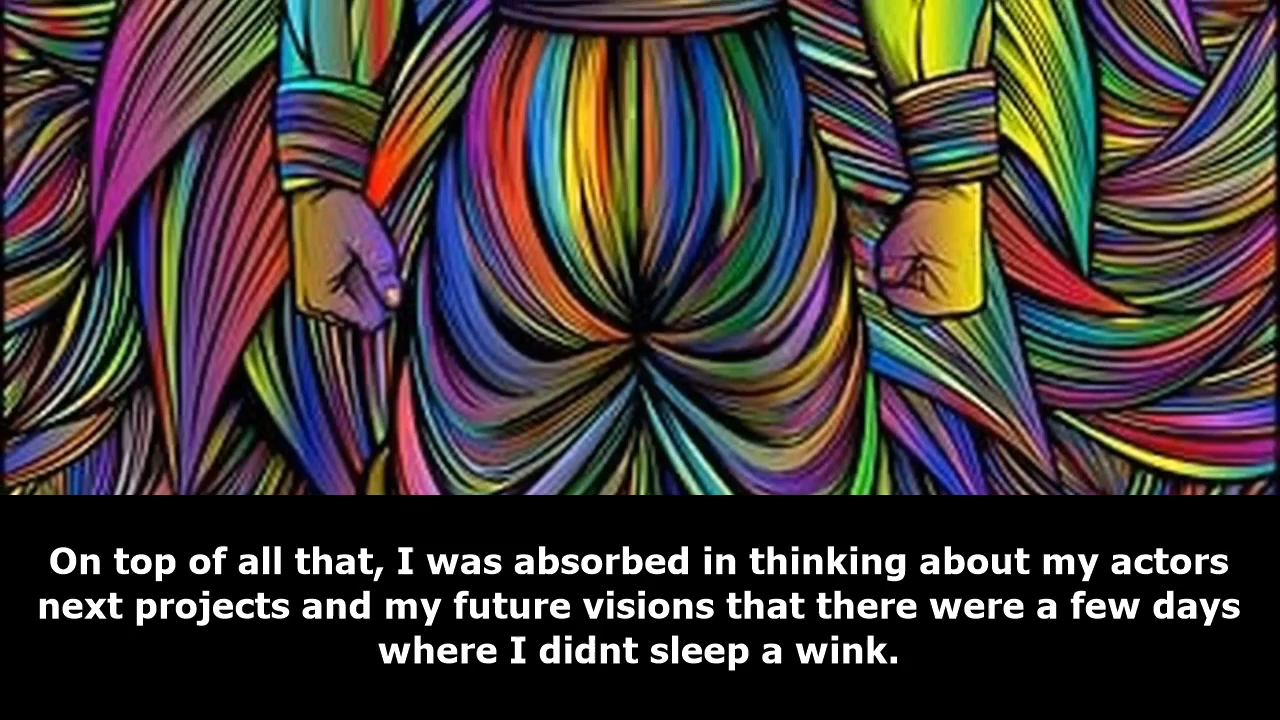 On top of all that, I was absorbed in thinking about my actors
next projects and my future visions that there were a few days
where I didnt sleep a wink.